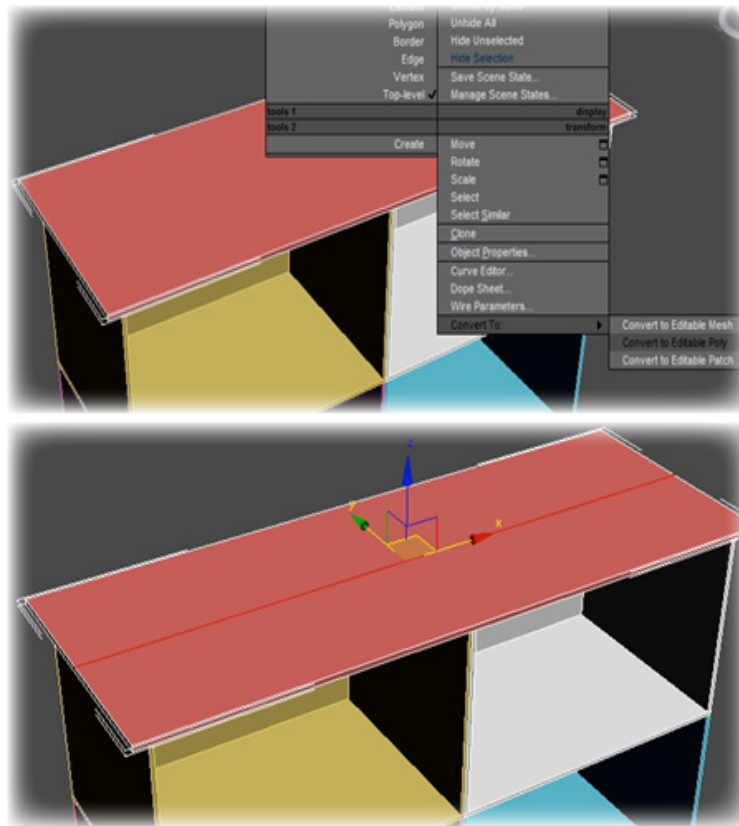 Element
Polygon
Border
Edge
Vertex
Top-level
tools 1
tools 2
Create
Unhide All
Hide Unselected
Hide Selection
Save Scene State...
Manage Scene States...
display
transform
Move
Rotate
Scale
Select
Select Similar
Clone
Object Properties...
Curve Editor...
Dope Sheet...
Wire Parameters...
Convert To:
Convert to Editable Mesh
Convert to Editable Poly
Convert to Editable Patch
z
y
x